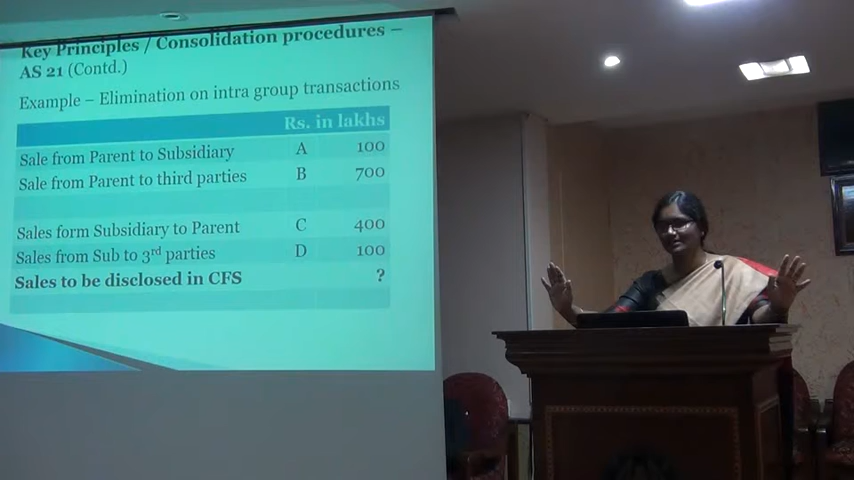 Key Principles / Consolidation procedures –
AS 21 (Contd.)
Example – Elimination on intra group transactions
Rs. in lakhs
Sale from Parent to Subsidiary A 100
Sale from Parent to third parties B 700
Sales form Subsidiary to Parent C 400
Sales from Sub to 3rd parties D 100
Sales to be disclosed in CFS ?